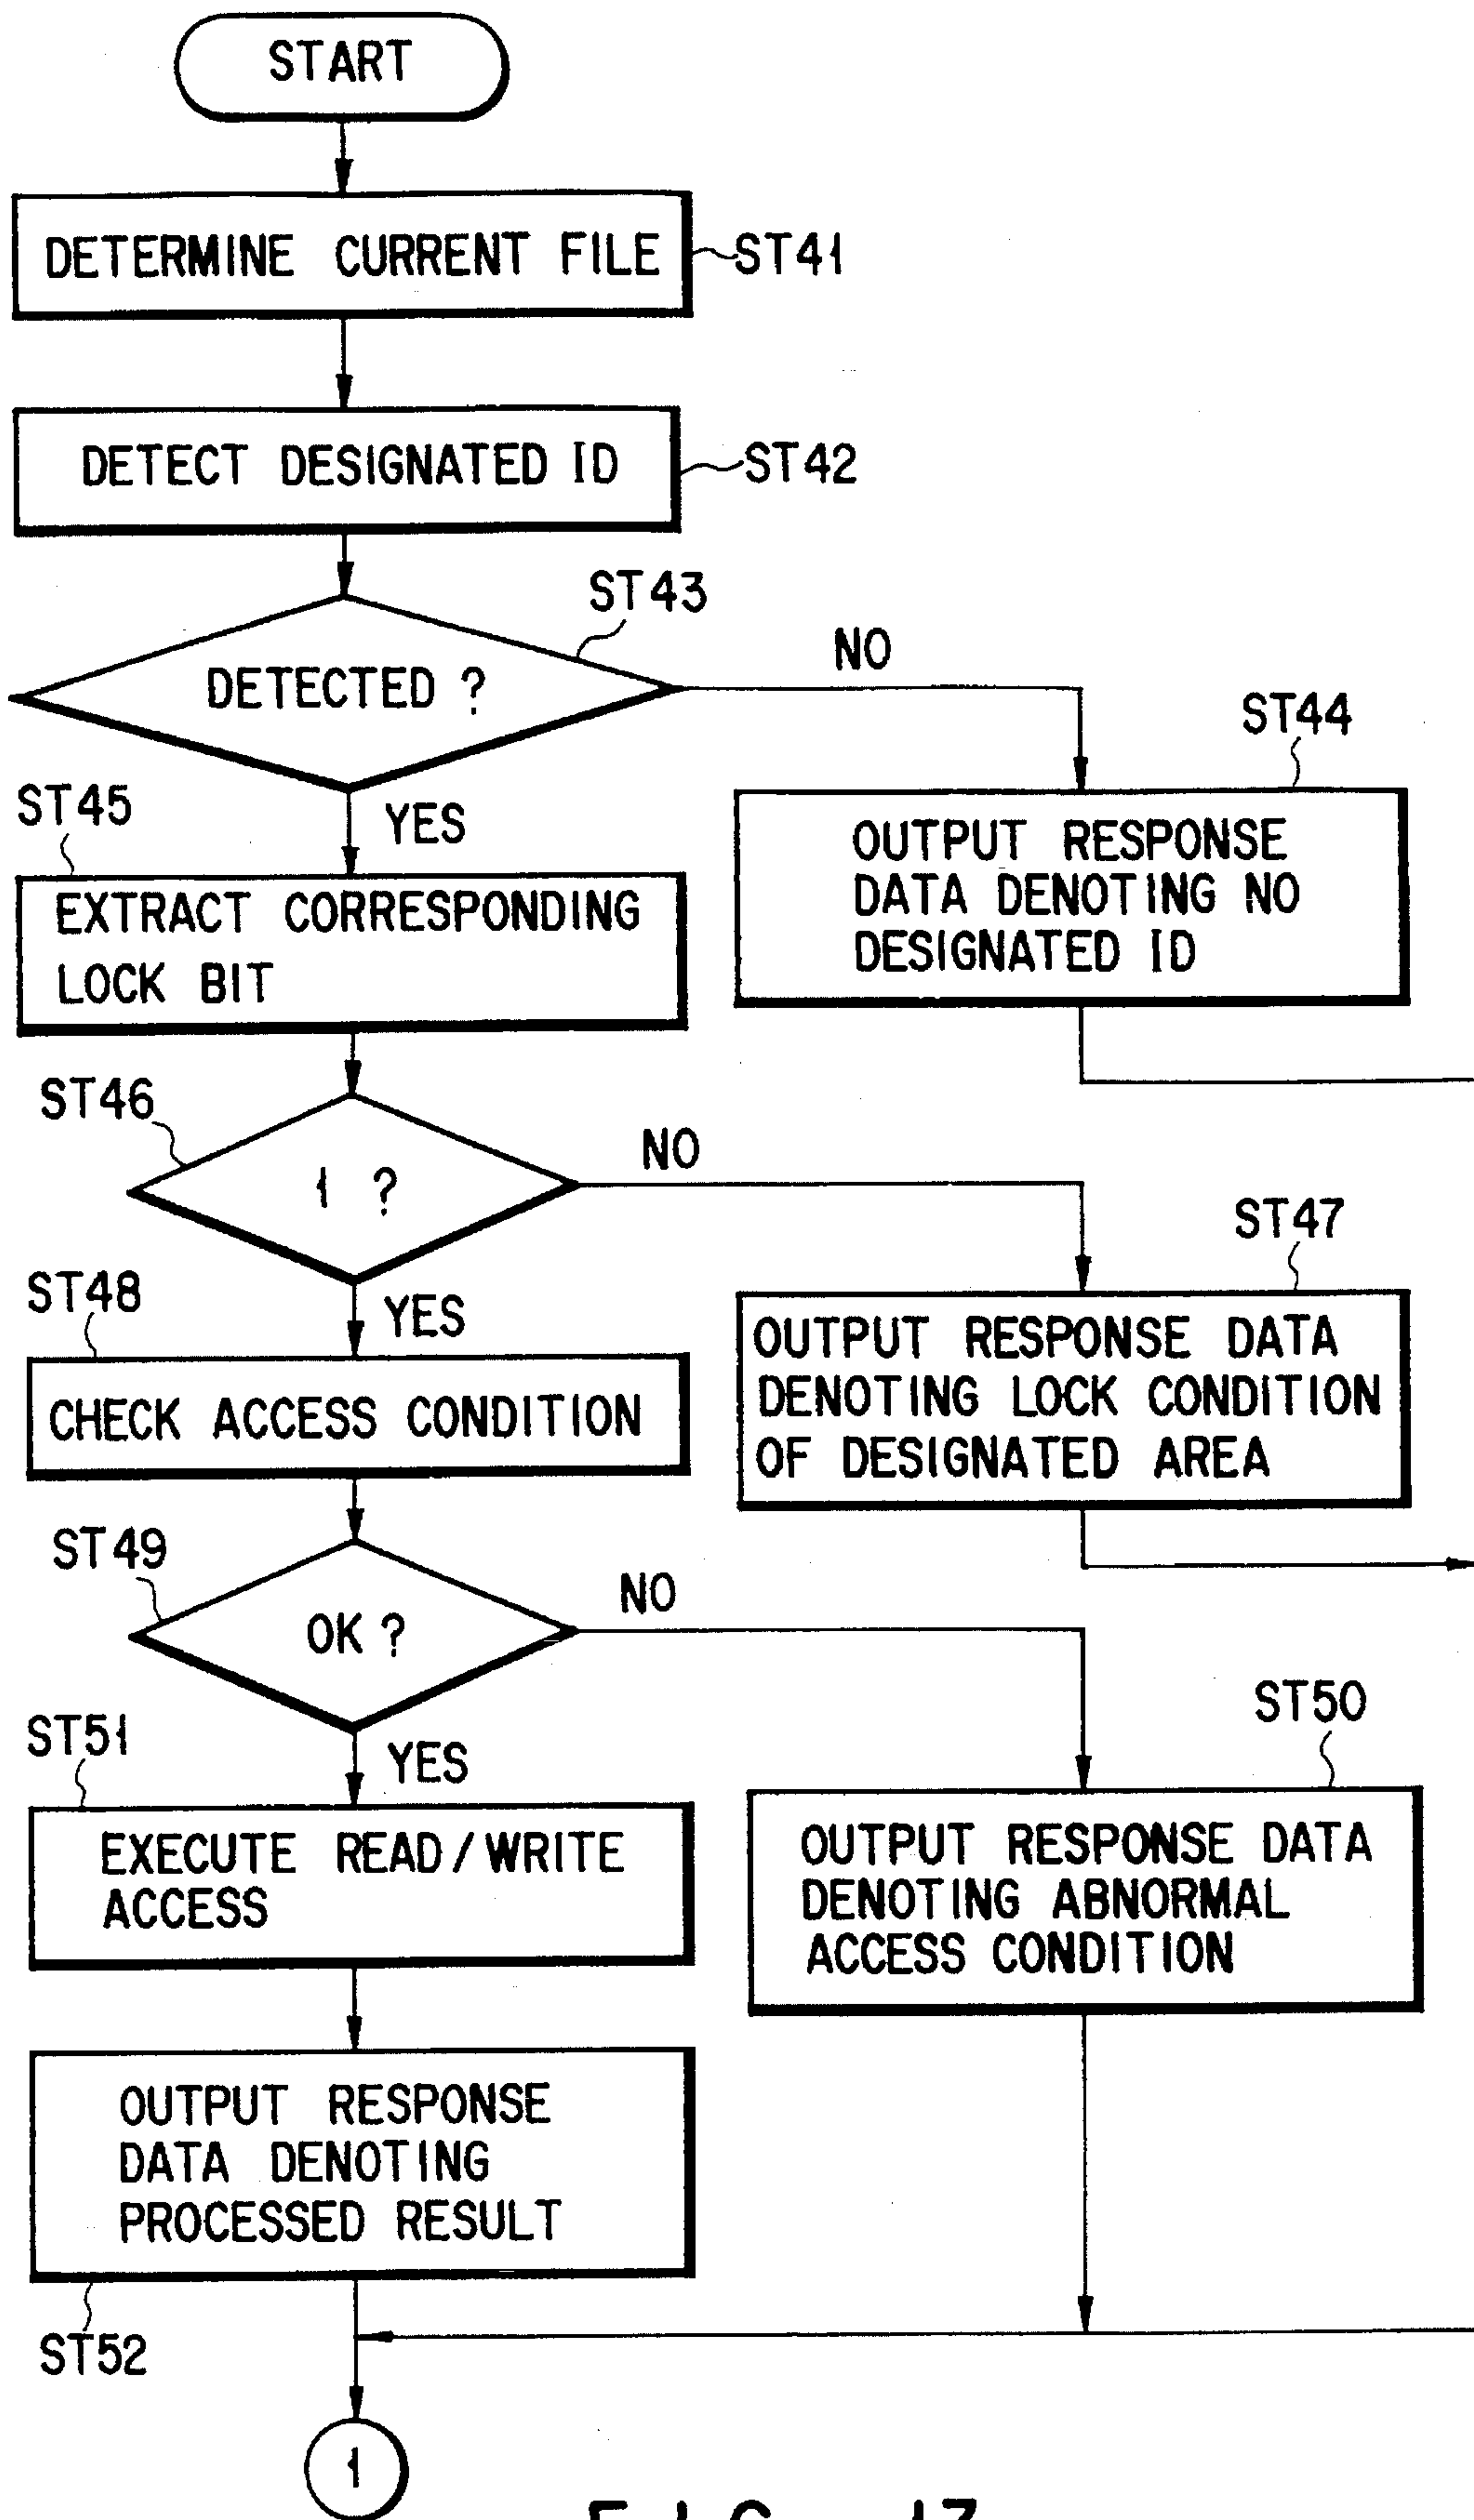 START
DETERMINE CURRENT FILE
ST41
DETECT DESIGNATED ID
ST42
ST43
DETECTED ?
NO
YES
ST44
OUTPUT RESPONSE
DATA DENOTING NO
DESIGNATED ID
ST45
EXTRACT CORRESPONDING
LOCK BIT
ST46
1 ?
NO
YES
ST47
OUTPUT RESPONSE DATA
DENOTING LOCK CONDITION
OF DESIGNATED AREA
ST48
CHECK ACCESS CONDITION
ST49
OK ?
NO
YES
ST50
OUTPUT RESPONSE DATA
DENOTING ABNORMAL
ACCESS CONDITION
ST51
EXECUTE READ/WRITE
ACCESS
OUTPUT RESPONSE
DATA DENOTING
PROCESSED RESULT
ST52
1